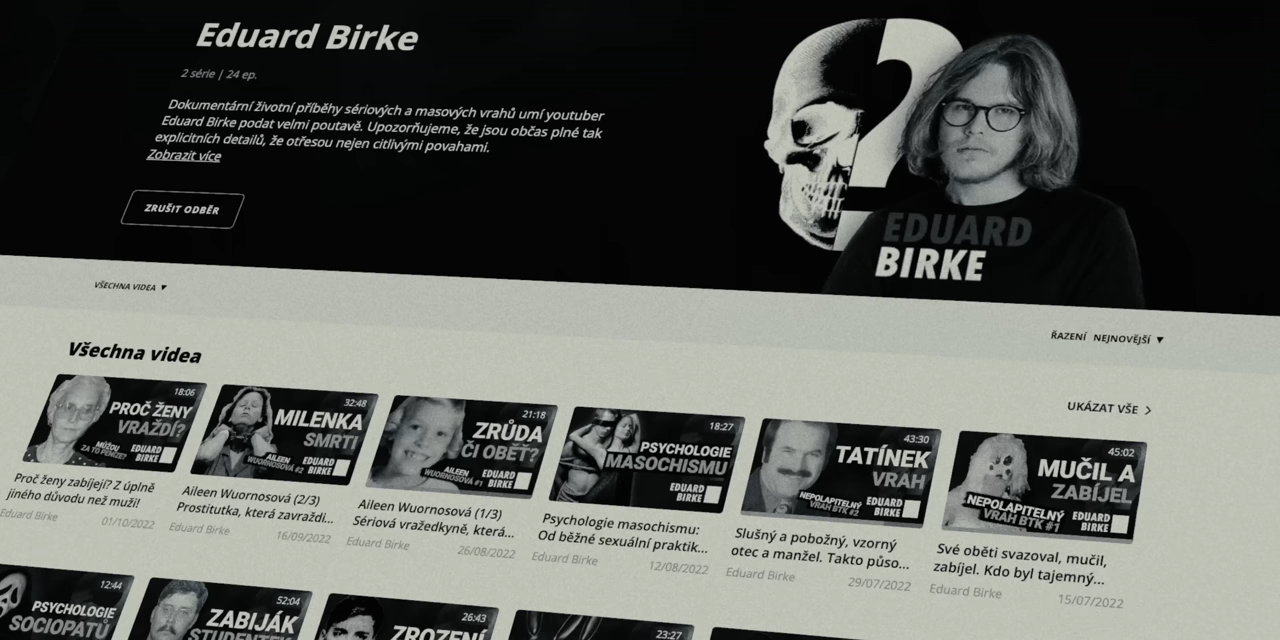 Eduard Birke
2 série | 24 ep.
Dokumentární životní příběhy sériových a masových vrahů umí youtuber
Eduard Birke podat velmi poutavě. Upozorňujeme, že jsou občas plné tak
explicitních detailů, že otřesou nejen citlivými povahami.
Zobrazit více
ZRUŠIT ODBĚR
EDUARD
BIRKE
VŠECHNA VIDEA
ŘAZENÍ NEJNOVĚJŠÍ
Všechna videa
UKÁZAT VŠE
18:06
PROČ ŽENY
VRAŽDÍ?
MŮŽOU
ZA TO PENÍZE?
EDUARD
BIRKE
Proč ženy zabíjejí? Z úplně
jiného důvodu než muži!
Eduard Birke 01/10/2022
32:48
MILENKA
SMRTI
AILEEN
WUORNOSOVÁ #2
EDUARD
BIRKE
Aileen Wuornosová (2/3)
Prostitutka, která zavraždi...
Eduard Birke 16/09/2022
21:18
ZRŮDA
ČI OBĚŤ?
AILEEN
WUORNOSOVÁ #1
EDUARD
BIRKE
Aileen Wuornosová (1/3)
Sériová vražedkyně, která...
Eduard Birke 26/08/2022
18:27
PSYCHOLOGIE
MASOCHISMU
EDUARD
BIRKE
Psychologie masochismu:
Od běžné sexuální praktik...
Eduard Birke 12/08/2022
43:30
TATÍNEK
VRAH
NEPOLAPITELNÝ
VRAH BTK #2
EDUARD
BIRKE
Slušný a pobožný, vzorný
otec a manžel. Takto půso...
Eduard Birke 29/07/2022
45:02
MUČIL A
ZABÍJEL
NEPOLAPITELNÝ
VRAH BTK #1
EDUARD
BIRKE
Své oběti svazoval, mučil,
zabíjel. Kdo byl tajemný...
Eduard Birke 15/07/2022
12:44
PSYCHOLOGIE
SOCIOPATŮ
52:04
ZABIJÁK
STUDENTEK
26:43
ZROZENÍ
23:27